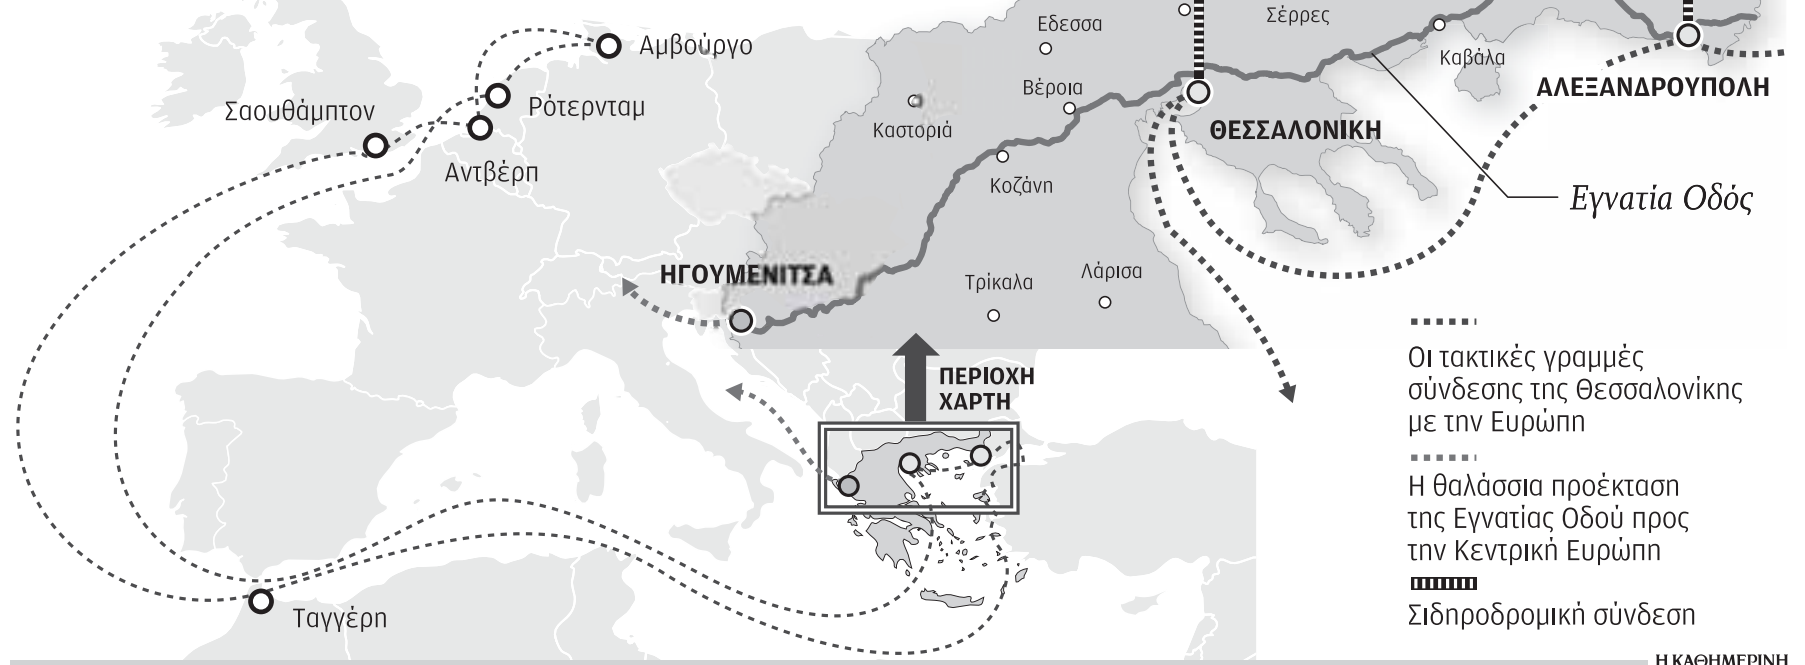 Έδεσσα
Σέρρες
Καβάλα
Αμβούργο
Βέροια
ΑΛΕΞΑΝΔΡΟΥΠΟΛΗ
Σαουθάμπτον
Ρότερνταμ
Καστοριά
ΘΕΣΣΑΛΟΝΙΚΗ
Αντβέρπ
Κοζάνη
Εγνατία Οδός
ΗΓΟΥΜΕΝΙΤΣΑ
Τρίκαλα
Λάρισα
ΠΕΡΙΟΧΗ
ΧΑΡΤΗ
Οι τακτικές γραμμές
σύνδεσης της Θεσσαλονίκης
με την Ευρώπη
Η θαλάσσια προέκταση
της Εγνατίας Οδού προς
την Κεντρική Ευρώπη
Σιδηροδρομική σύνδεση
Ταγγέρη
Η ΚΑΘΗΜΕΡΙΝΗ